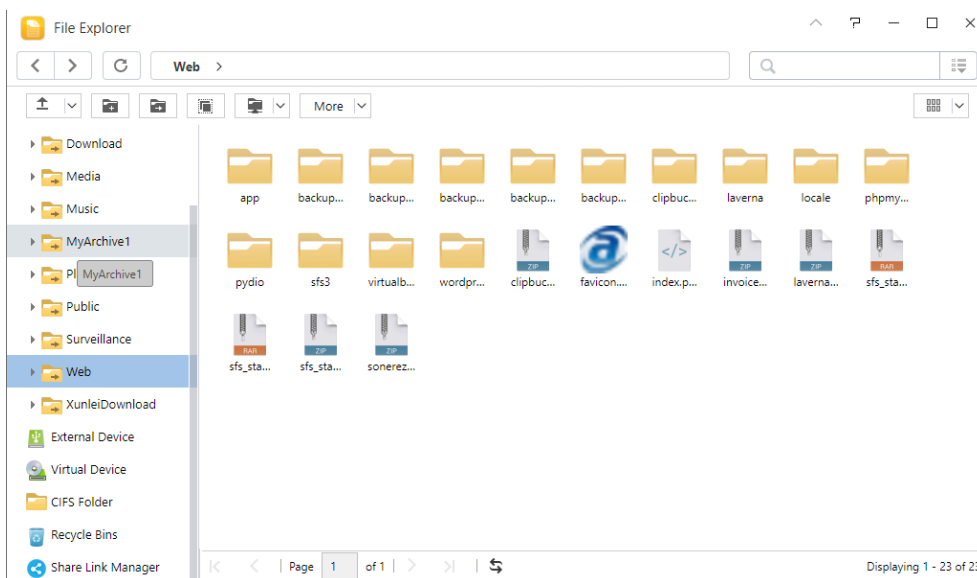 File Explorer
Web >
More
Download
Media
Music
MyArchive1
Pl
MyArchive1
Public
Surveillance
Web
XunleiDownload
External Device
Virtual Device
CIFS Folder
Recycle Bins
Share Link Manager
app backup... backup... backup... backup... backup... clipbuc... laverna locale phpmy...
ZIP ZIP ZIP RAR
pydio sfs3 virtualb... wordpr... clipbuc... favicon.... index.p... invoice... laverna... sfs_sta...
RAR ZIP ZIP
sfs_sta... sfs_sta... sonerez...
Page 1 of 1
Displaying 1 - 23 of 23